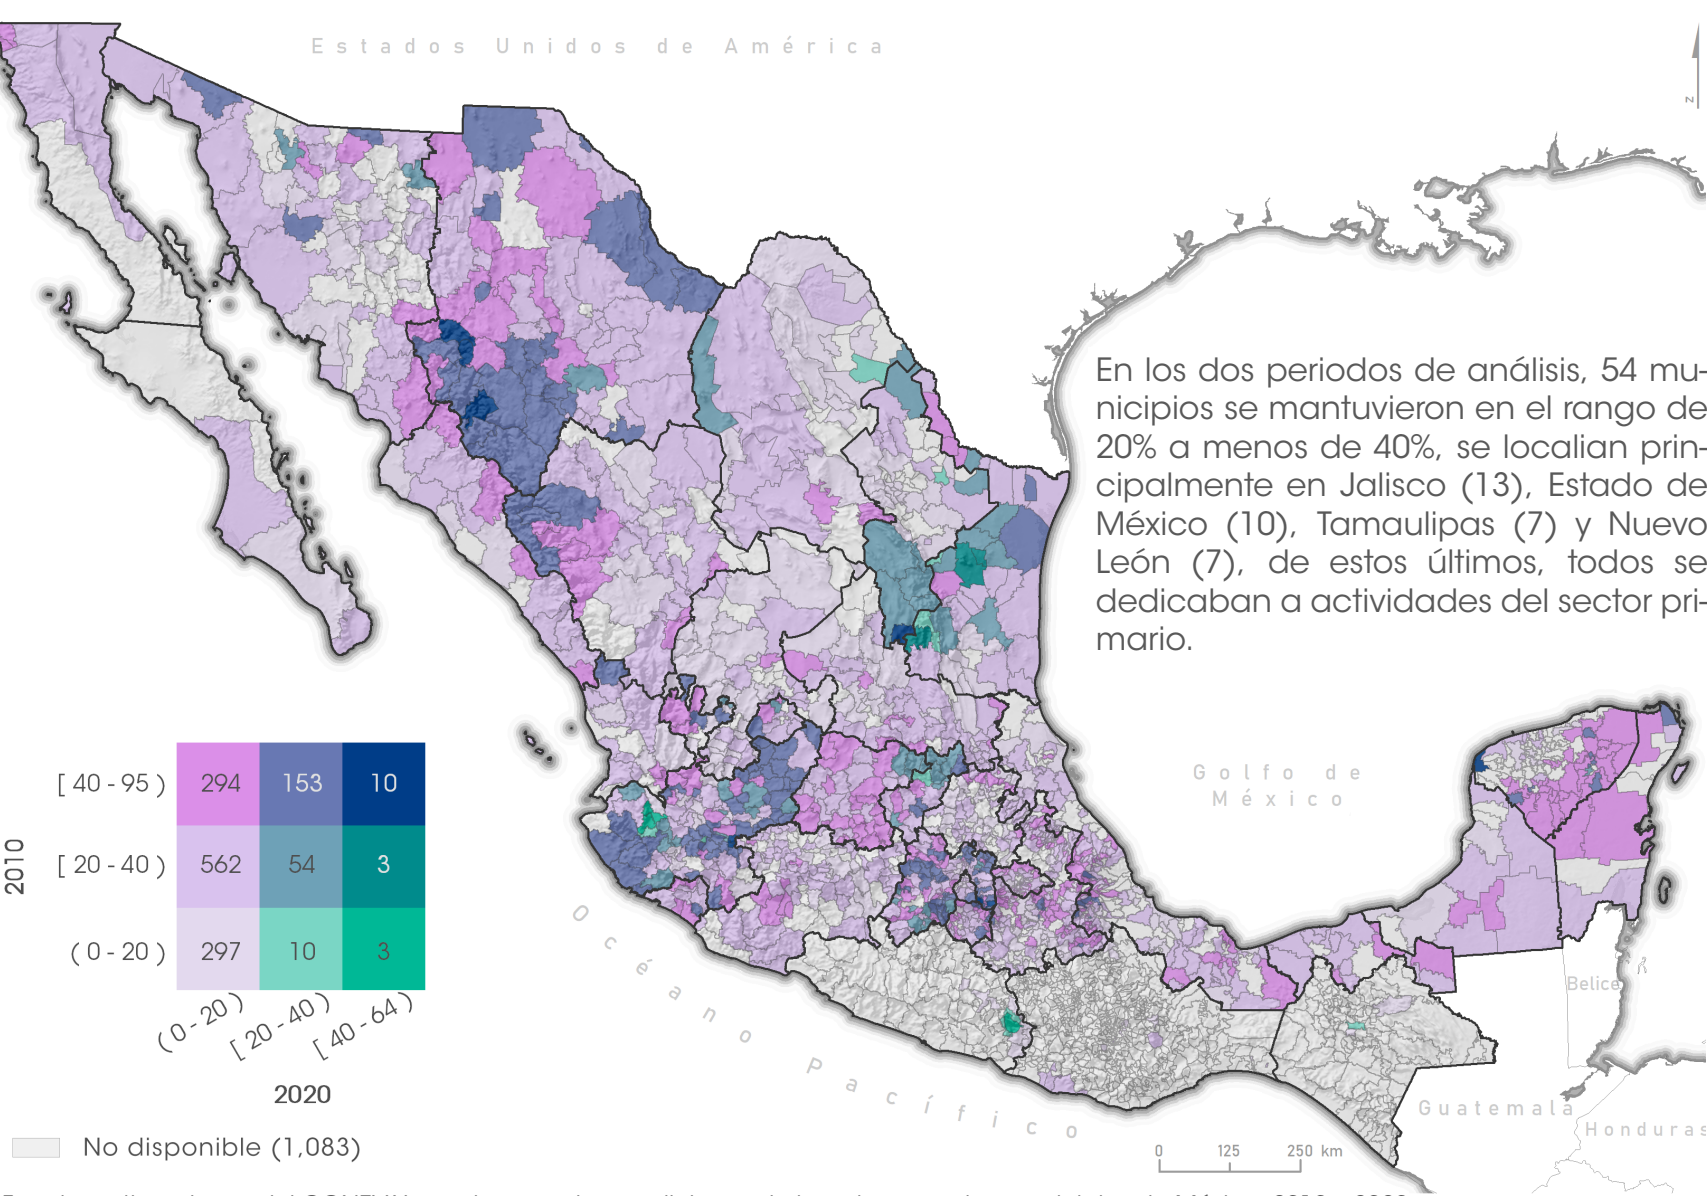 Estados Unidos de América
N
En los dos periodos de análisis, 54 mu-
nicipios se mantuvieron en el rango de
20% a menos de 40%, se localian prin-
cipalmente en Jalisco (13), Estado de
México (10), Tamaulipas (7) y Nuevo
León (7), de estos últimos, todos se
dedicaban a actividades del sector pri-
mario.
Golfo de
México
Océano Pacífico
Belice
Guatemala
Honduras
0 125 250 km
2010
[ 40 - 95 ) 294 153 10
[ 20 - 40 ) 562 54 3
( 0 - 20 ) 297 10 3
( 0 - 20 ) [ 20 - 40 ) [ 40 - 64 )
2020
No disponible (1,083)